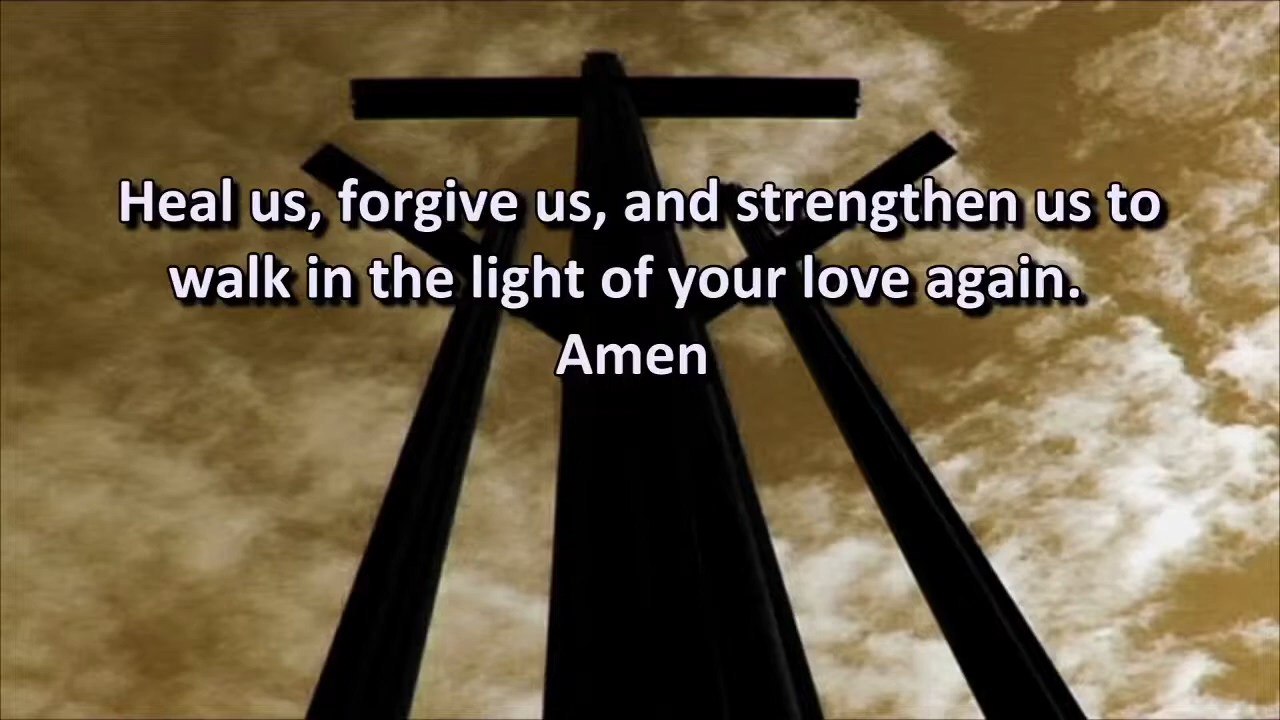 Heal us, forgive us, and strengthen us to
walk in the light of your love again.
Amen